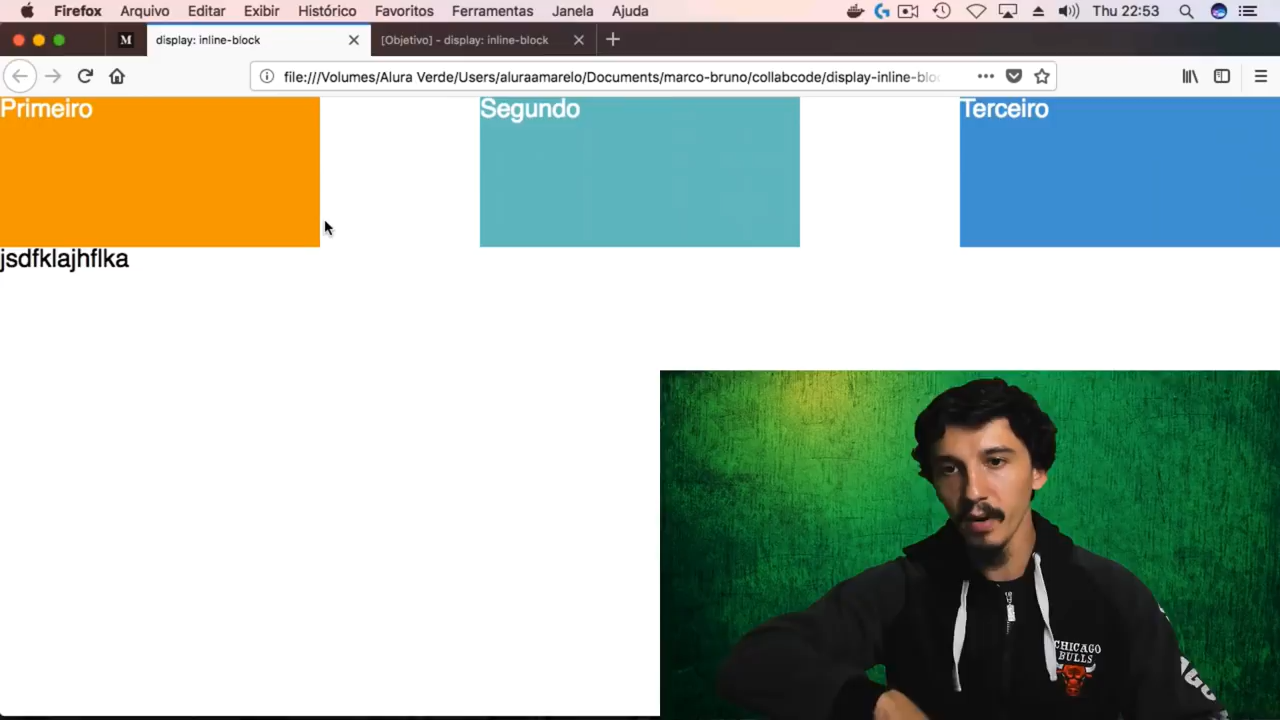 Firefox Arquivo Editar Exibir Histórico Favoritos Ferramentas Janela Ajuda Thu 22:53
M display: inline-block [Objetivo] - display: inline-block
file:///Volumes/Alura Verde/Users/aluraamarelo/Documents/marco-bruno/collabcode/display-inline-bloc
Primeiro Segundo Terceiro
jsdfklajhflka
CHICAGO
BULLS